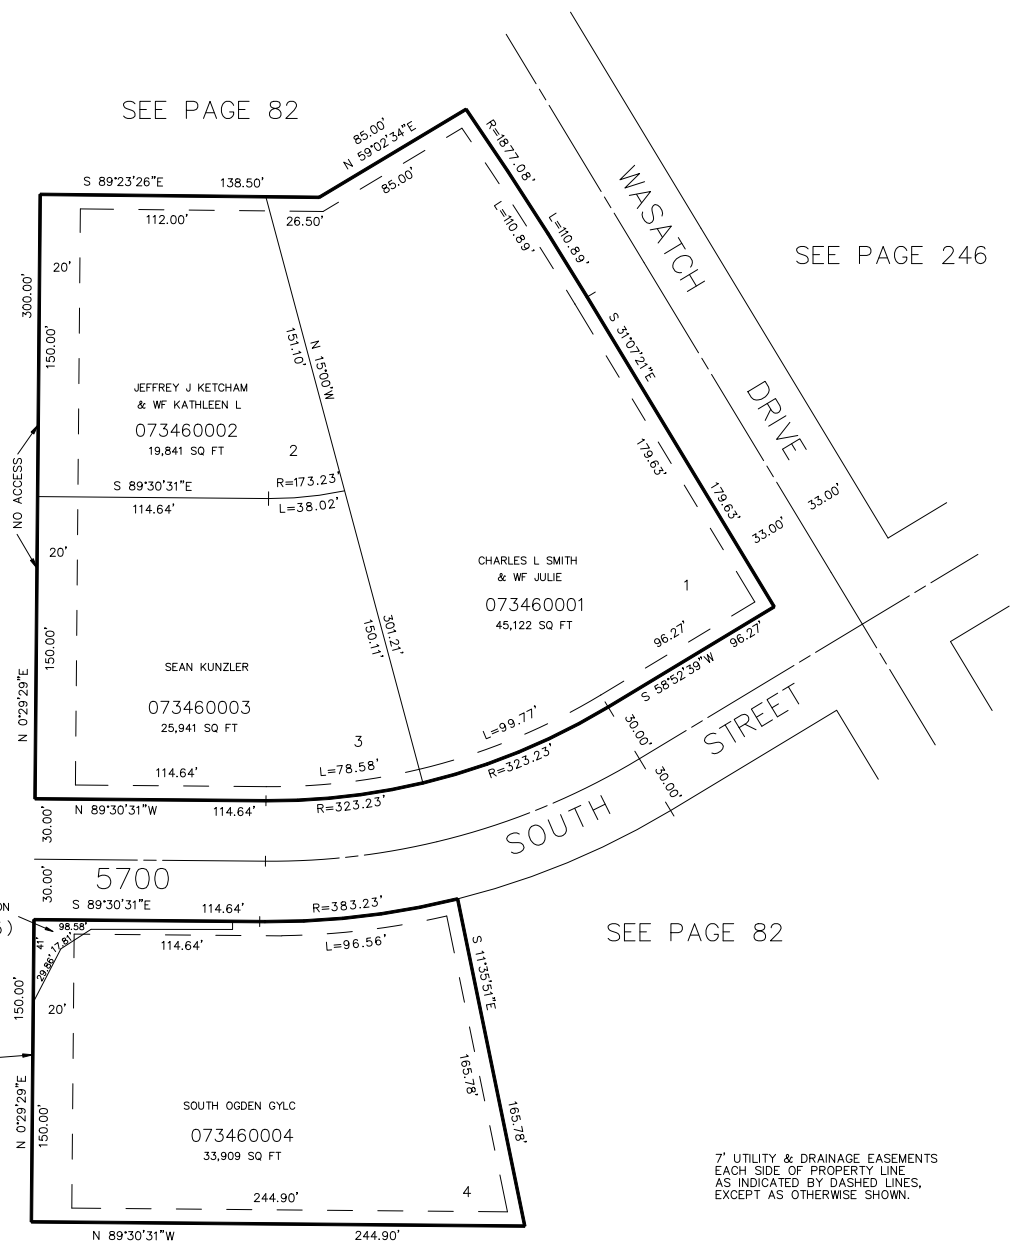 SEE PAGE 82
85.00'
N 59°02'34"E
85.00'
R=1877.08'
L=110.89'
L=110.89'
WASATCH
DRIVE
SEE PAGE 246
S 89°23'26"E
138.50'
112.00'
26.50'
20'
300.00'
150.00'
151.10'
N 15°00'W
S 31°07'21"E
JEFFREY J KETCHAM
& WF KATHLEEN L
073460002
19,841 SQ FT
2
NO ACCESS
S 89°30'31"E
114.64'
R=173.23'
L=38.02'
179.63'
179.63'
33.00'
33.00'
20'
CHARLES L SMITH
& WF JULIE
073460001
45,122 SQ FT
1
301.21'
150.11'
96.27'
96.27'
S 58°52'39"W
150.00'
N 0°29'29"E
SEAN KUNZLER
073460003
25,941 SQ FT
3
114.64'
L=78.58'
L=99.77'
R=323.23'
R=323.23'
N 89°30'31"W
114.64'
30.00'
30.00'
30.00'
30.00'
5700
SOUTH
STREET
S 89°30'31"E
114.64'
R=383.23'
ON
98.58'
41'
17.81'
29.86'
114.64'
L=96.56'
SEE PAGE 82
S 11°35'51"E
150.00'
20'
165.78'
165.78'
N 0°29'29"E
150.00'
SOUTH OGDEN GYLC
073460004
33,909 SQ FT
4
244.90'
N 89°30'31"W
244.90'
7' UTILITY & DRAINAGE EASEMENTS
EACH SIDE OF PROPERTY LINE
AS INDICATED BY DASHED LINES,
EXCEPT AS OTHERWISE SHOWN.